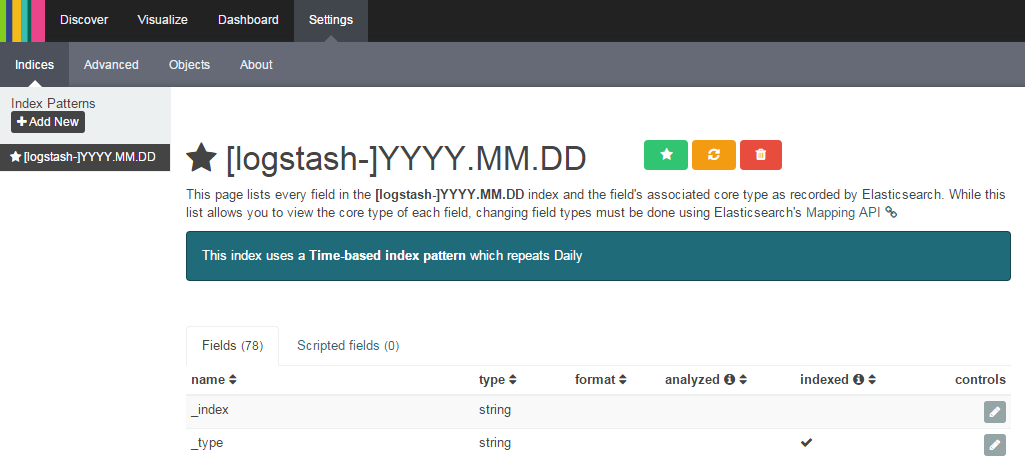 Discover Visualize Dashboard Settings
Indices Advanced Objects About
Index Patterns
Add New
[logstash-]YYYY.MM.DD
[logstash-]YYYY.MM.DD
This page lists every field in the [logstash-]YYYY.MM.DD index and the field's associated core type as recorded by Elasticsearch. While this
list allows you to view the core type of each field, changing field types must be done using Elasticsearch's Mapping API
This index uses a Time-based index pattern which repeats Daily
Fields (78) Scripted fields (0)
name type format analyzed indexed controls
_index string
_type string